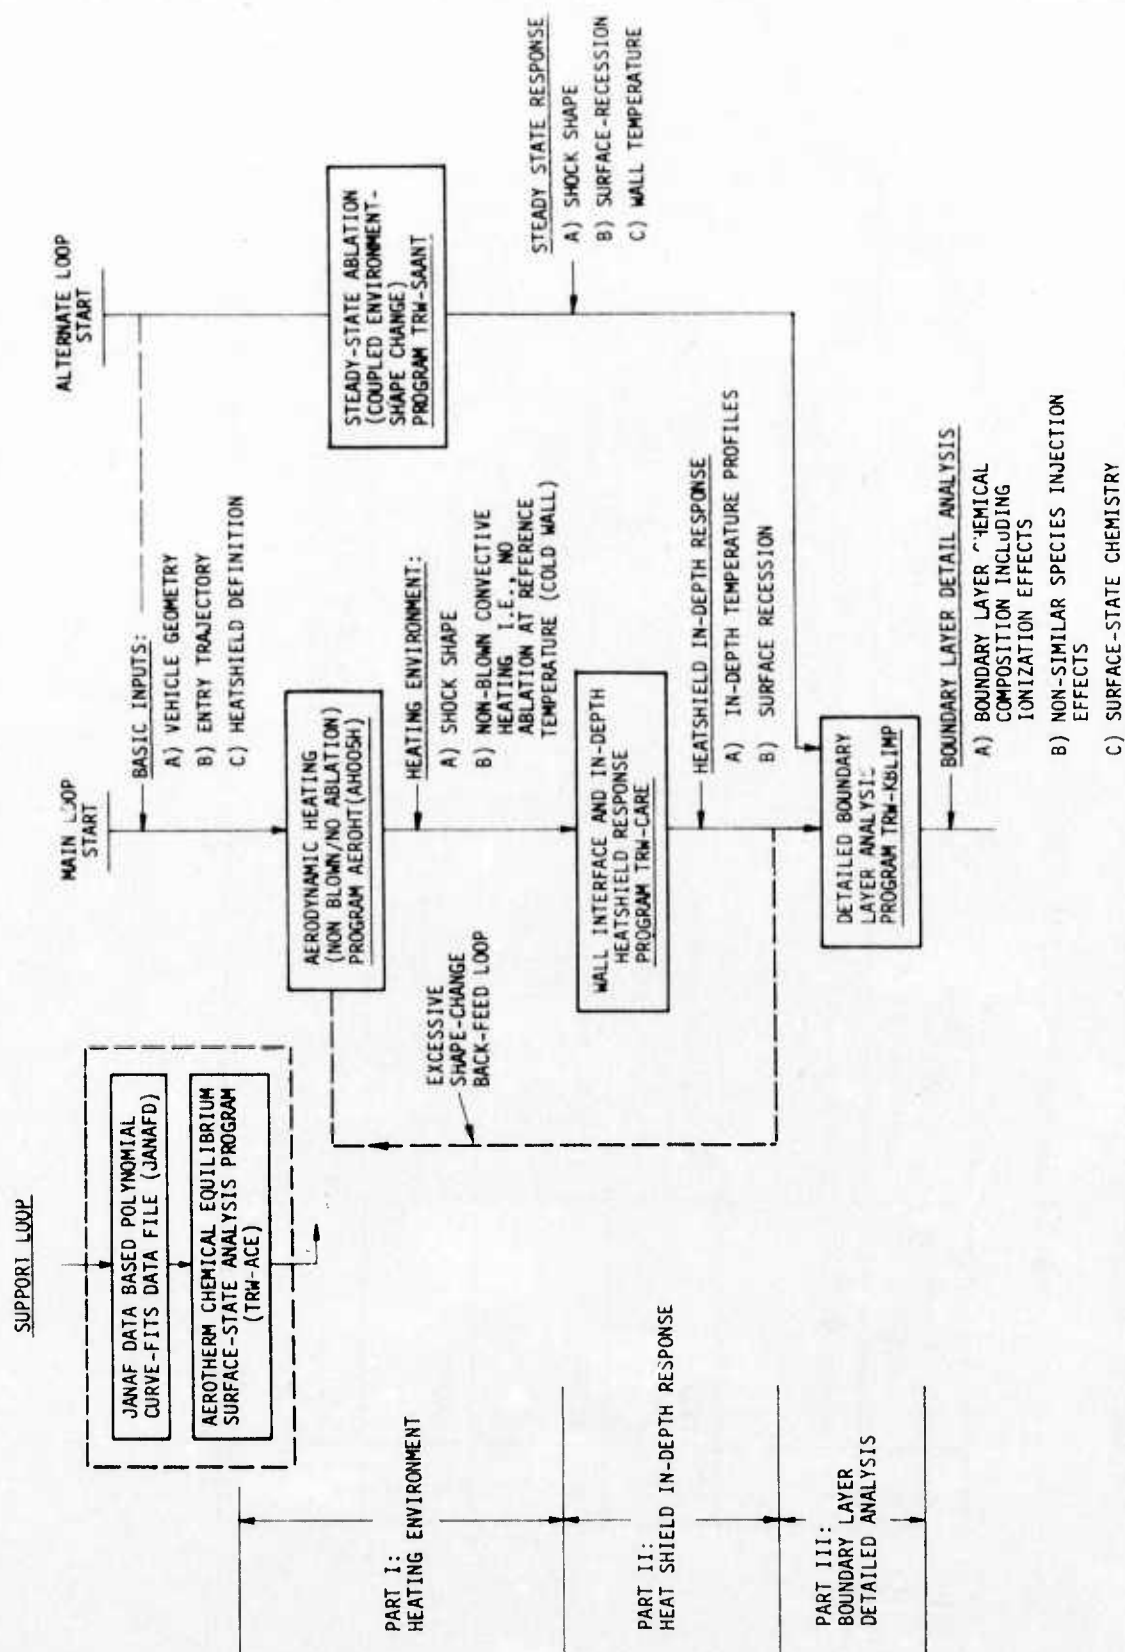 SUPPORT LOOP
JANAF DATA BASED POLYNOMIAL
CURVE-FITS DATA FILE (JANAFD)
AEROTHERM CHEMICAL EQUILIBRIUM
SURFACE-STATE ANALYSIS PROGRAM
(TRW-ACE)
MAIN LOOP
START
ALTERNATE LOOP
START
BASIC INPUTS:
A) VEHICLE GEOMETRY
B) ENTRY TRAJECTORY
C) HEATSHIELD DEFINITION
AERODYNAMIC HEATING
(NON BLOWN/NO ABLATION)
PROGRAM AEROHT(AH005H)
STEADY-STATE ABLATION
(COUPLED ENVIRONMENT-
SHAPE CHANGE)
PROGRAM TRW-SAANT
HEATING ENVIRONMENT:
A) SHOCK SHAPE
B) NON-BLOWN CONVECTIVE
HEATING I.E., NO
ABLATION AT REFERENCE
TEMPERATURE (COLD WALL)
EXCESSIVE
SHAPE-CHANGE
BACK-FEED LOOP
STEADY STATE RESPONSE
A) SHOCK SHAPE
B) SURFACE-RECESSION
C) WALL TEMPERATURE
WALL INTERFACE AND IN-DEPTH
HEATSHIELD RESPONSE
PROGRAM TRW-CARE
HEATSHIELD IN-DEPTH RESPONSE
A) IN-DEPTH TEMPERATURE PROFILES
B) SURFACE RECESSION
DETAILED BOUNDARY
LAYER ANALYSIS
PROGRAM TRW-KBLIMP
BOUNDARY LAYER DETAIL ANALYSIS
A) BOUNDARY LAYER CHEMICAL
COMPOSITION INCLUDING
IONIZATION EFFECTS
B) NON-SIMILAR SPECIES INJECTION
EFFECTS
C) SURFACE-STATE CHEMISTRY
PART I:
HEATING ENVIRONMENT
PART II:
HEAT SHIELD IN-DEPTH RESPONSE
PART III:
BOUNDARY LAYER
DETAILED ANALYSIS